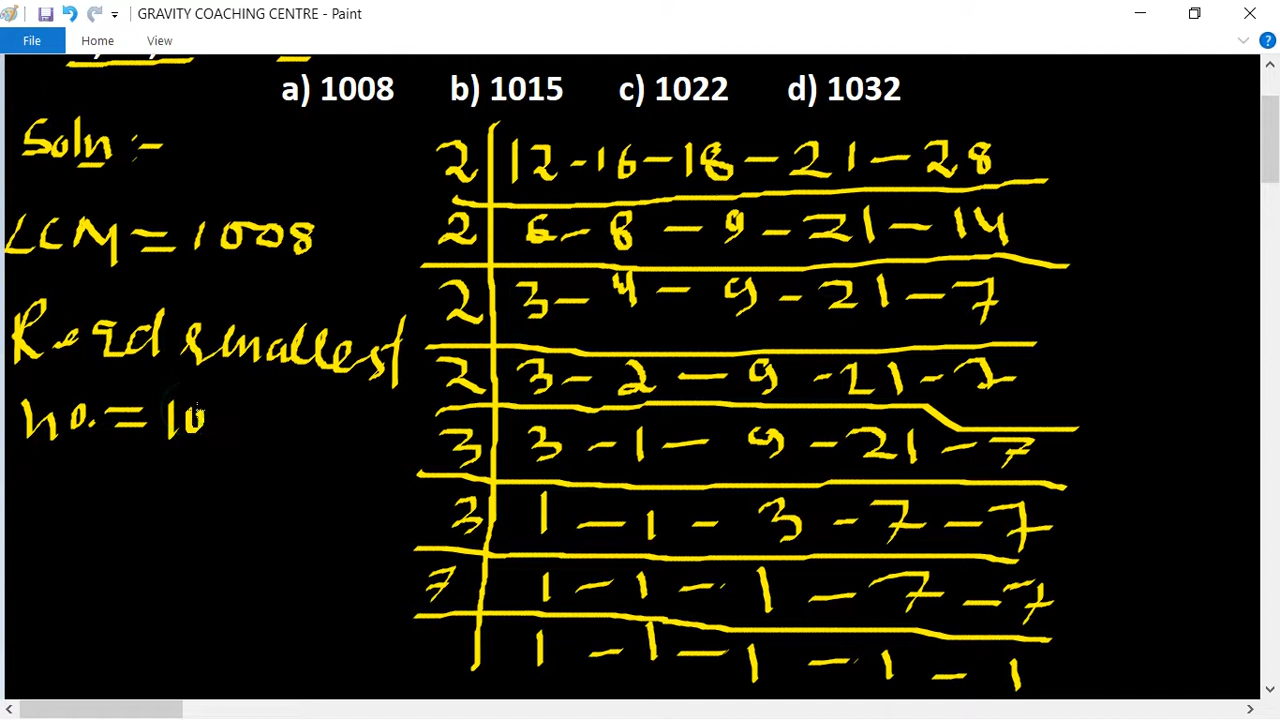 GRAVITY COACHING CENTRE - Paint
File Home View
a) 1008 b) 1015 c) 1022 d) 1032
Soln :-
LCM = 1008
Reqd smallest
no. = 10
2 | 12 - 16 - 18 - 21 - 28
2 | 6 - 8 - 9 - 21 - 14
2 | 3 - 4 - 9 - 21 - 7
2 | 3 - 2 - 9 - 21 - 7
3 | 3 - 1 - 9 - 21 - 7
3 | 1 - 1 - 3 - 7 - 7
7 | 1 - 1 - 1 - 7 - 7
| 1 - 1 - 1 - 1 - 1